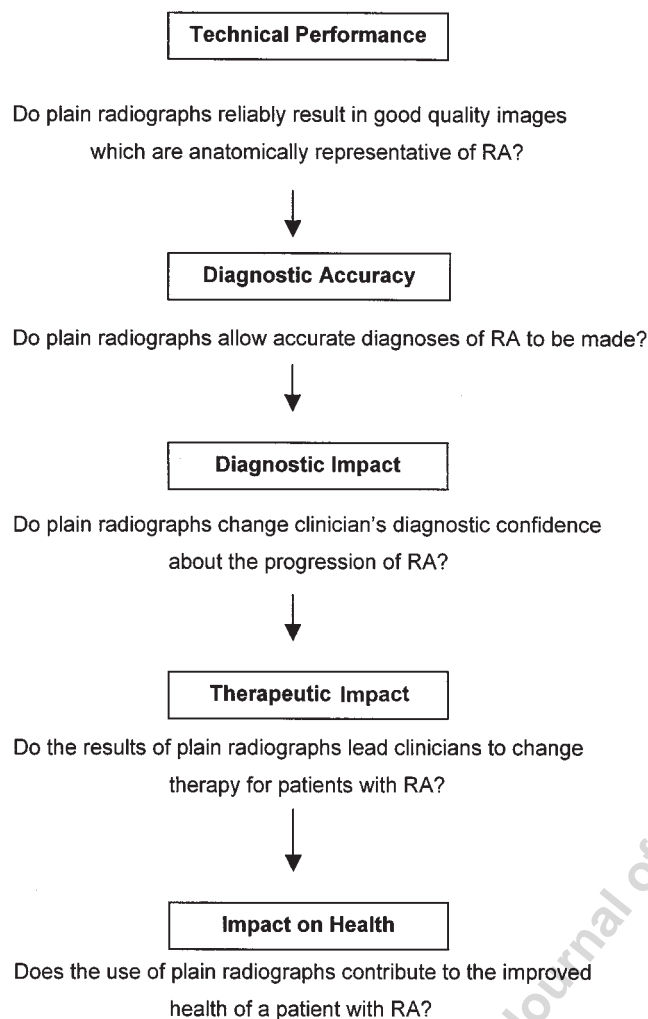 Technical Performance
Do plain radiographs reliably result in good quality images
which are anatomically representative of RA?
Diagnostic Accuracy
Do plain radiographs allow accurate diagnoses of RA to be made?
Diagnostic Impact
Do plain radiographs change clinician's diagnostic confidence
about the progression of RA?
Therapeutic Impact
Do the results of plain radiographs lead clinicians to change
therapy for patients with RA?
Impact on Health
Does the use of plain radiographs contribute to the improved
health of a patient with RA?
Journal of